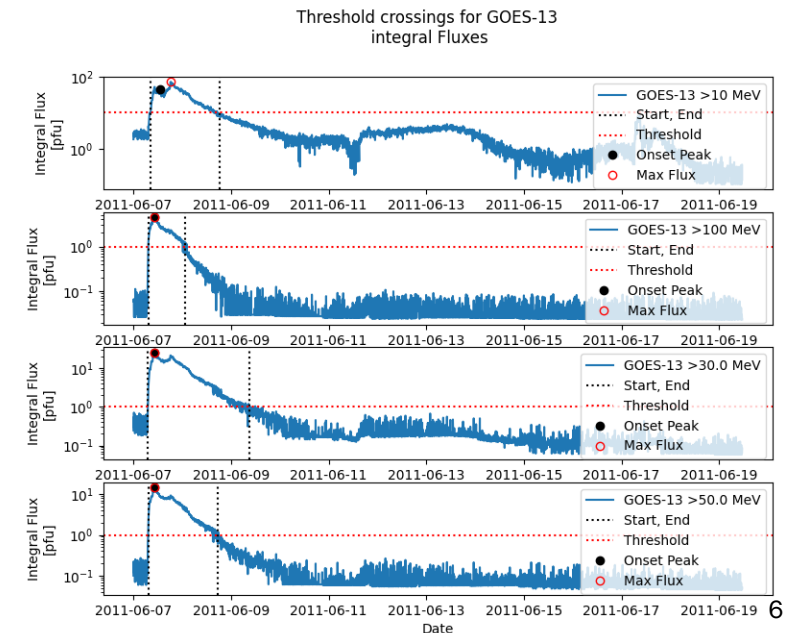 Threshold crossings for GOES-13
integral Fluxes
Integral Flux
[pfu]
10²
10⁰
GOES-13 >10 MeV
Start, End
Threshold
Onset Peak
Max Flux
2011-06-07 2011-06-09 2011-06-11 2011-06-13 2011-06-15 2011-06-17 2011-06-19
Integral Flux
[pfu]
10⁰
10⁻¹
GOES-13 >100 MeV
Start, End
Threshold
Onset Peak
Max Flux
2011-06-07 2011-06-09 2011-06-11 2011-06-13 2011-06-15 2011-06-17 2011-06-19
Integral Flux
[pfu]
10¹
10⁰
10⁻¹
GOES-13 >30.0 MeV
Start, End
Threshold
Onset Peak
Max Flux
2011-06-07 2011-06-09 2011-06-11 2011-06-13 2011-06-15 2011-06-17 2011-06-19
Integral Flux
[pfu]
10¹
10⁰
10⁻¹
GOES-13 >50.0 MeV
Start, End
Threshold
Onset Peak
Max Flux
2011-06-07 2011-06-09 2011-06-11 2011-06-13 2011-06-15 2011-06-17 2011-06-19
Date
6